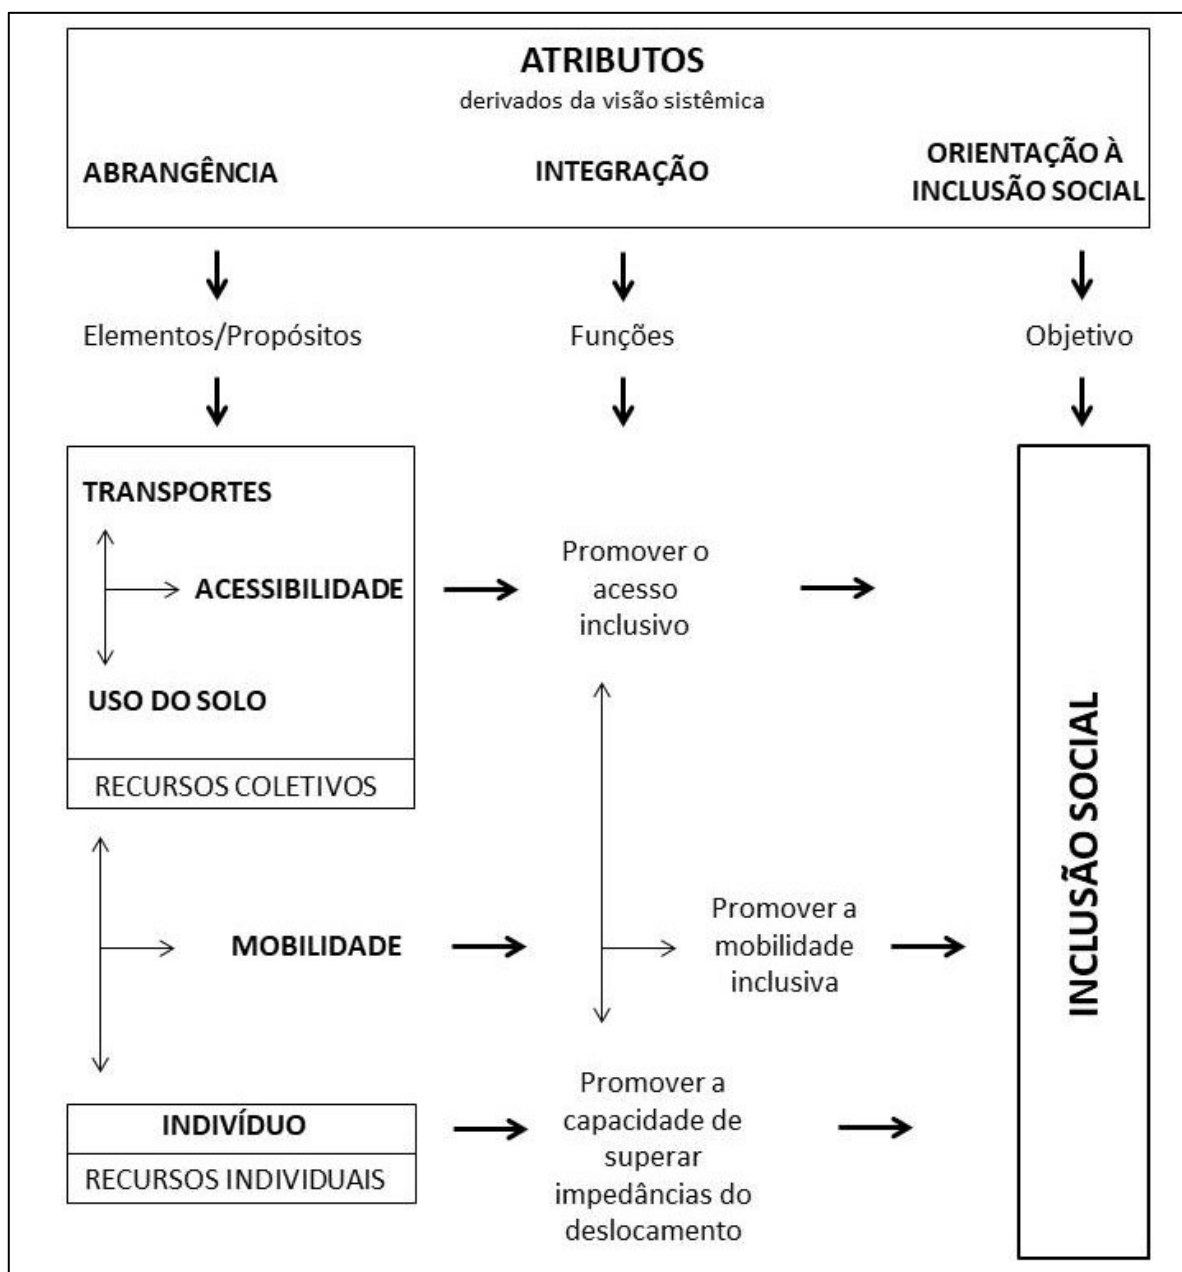 ATRIBUTOS
derivados da visão sistêmica
ABRANGÊNCIA
INTEGRAÇÃO
ORIENTAÇÃO À
INCLUSÃO SOCIAL
Elementos/Propósitos
Funções
Objetivo
TRANSPORTES
ACESSIBILIDADE
USO DO SOLO
RECURSOS COLETIVOS
Promover o
acesso
inclusivo
MOBILIDADE
Promover a
mobilidade
inclusiva
INDIVÍDUO
RECURSOS INDIVIDUAIS
Promover a
capacidade de
superar
impedâncias do
deslocamento
INCLUSÃO SOCIAL